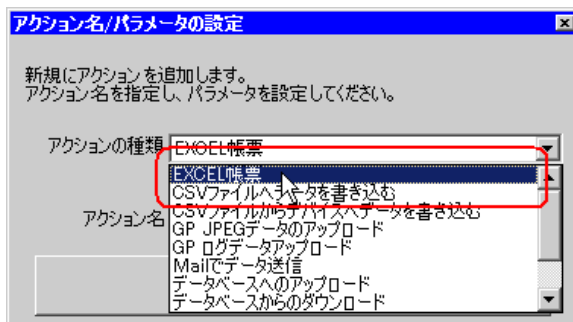 アクション名/パラメータの設定
新規にアクションを追加します。
アクション名を指定し、パラメータを設定してください。
アクションの種類 EXCEL帳票
EXCEL帳票
CSVファイルへデータを書き込む
アクション名 CSVファイルからデバイスへデータを書き込む
GP JPEGデータのアップロード
GP ログデータアップロード
Mailでデータ送信
データベースへのアップロード
データベースからのダウンロード